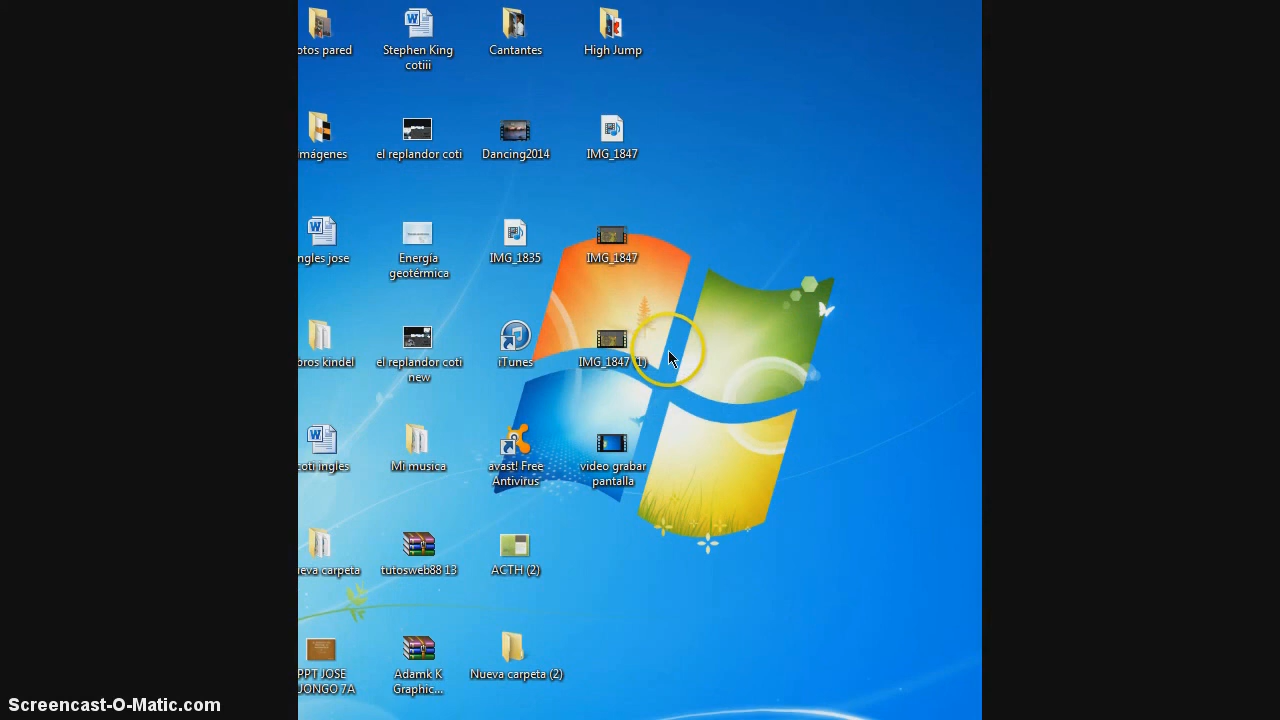 otos pared
Stephen King
cotiii
Cantantes
High Jump
imágenes
el replandor coti
Dancing2014
IMG_1847
ngles jose
Energia
geotérmica
IMG_1835
IMG_1847
bros kindel
el replandor coti
new
iTunes
IMG_1847 (1)
coti ingles
Mi musica
avast! Free
Antivirus
video grabar
pantalla
ueva carpeta
tutosweb88 13
ACTH (2)
PPT JOSE
JONGO 7A
Adamk K
Graphic...
Nueva carpeta (2)
Screencast-O-Matic.com